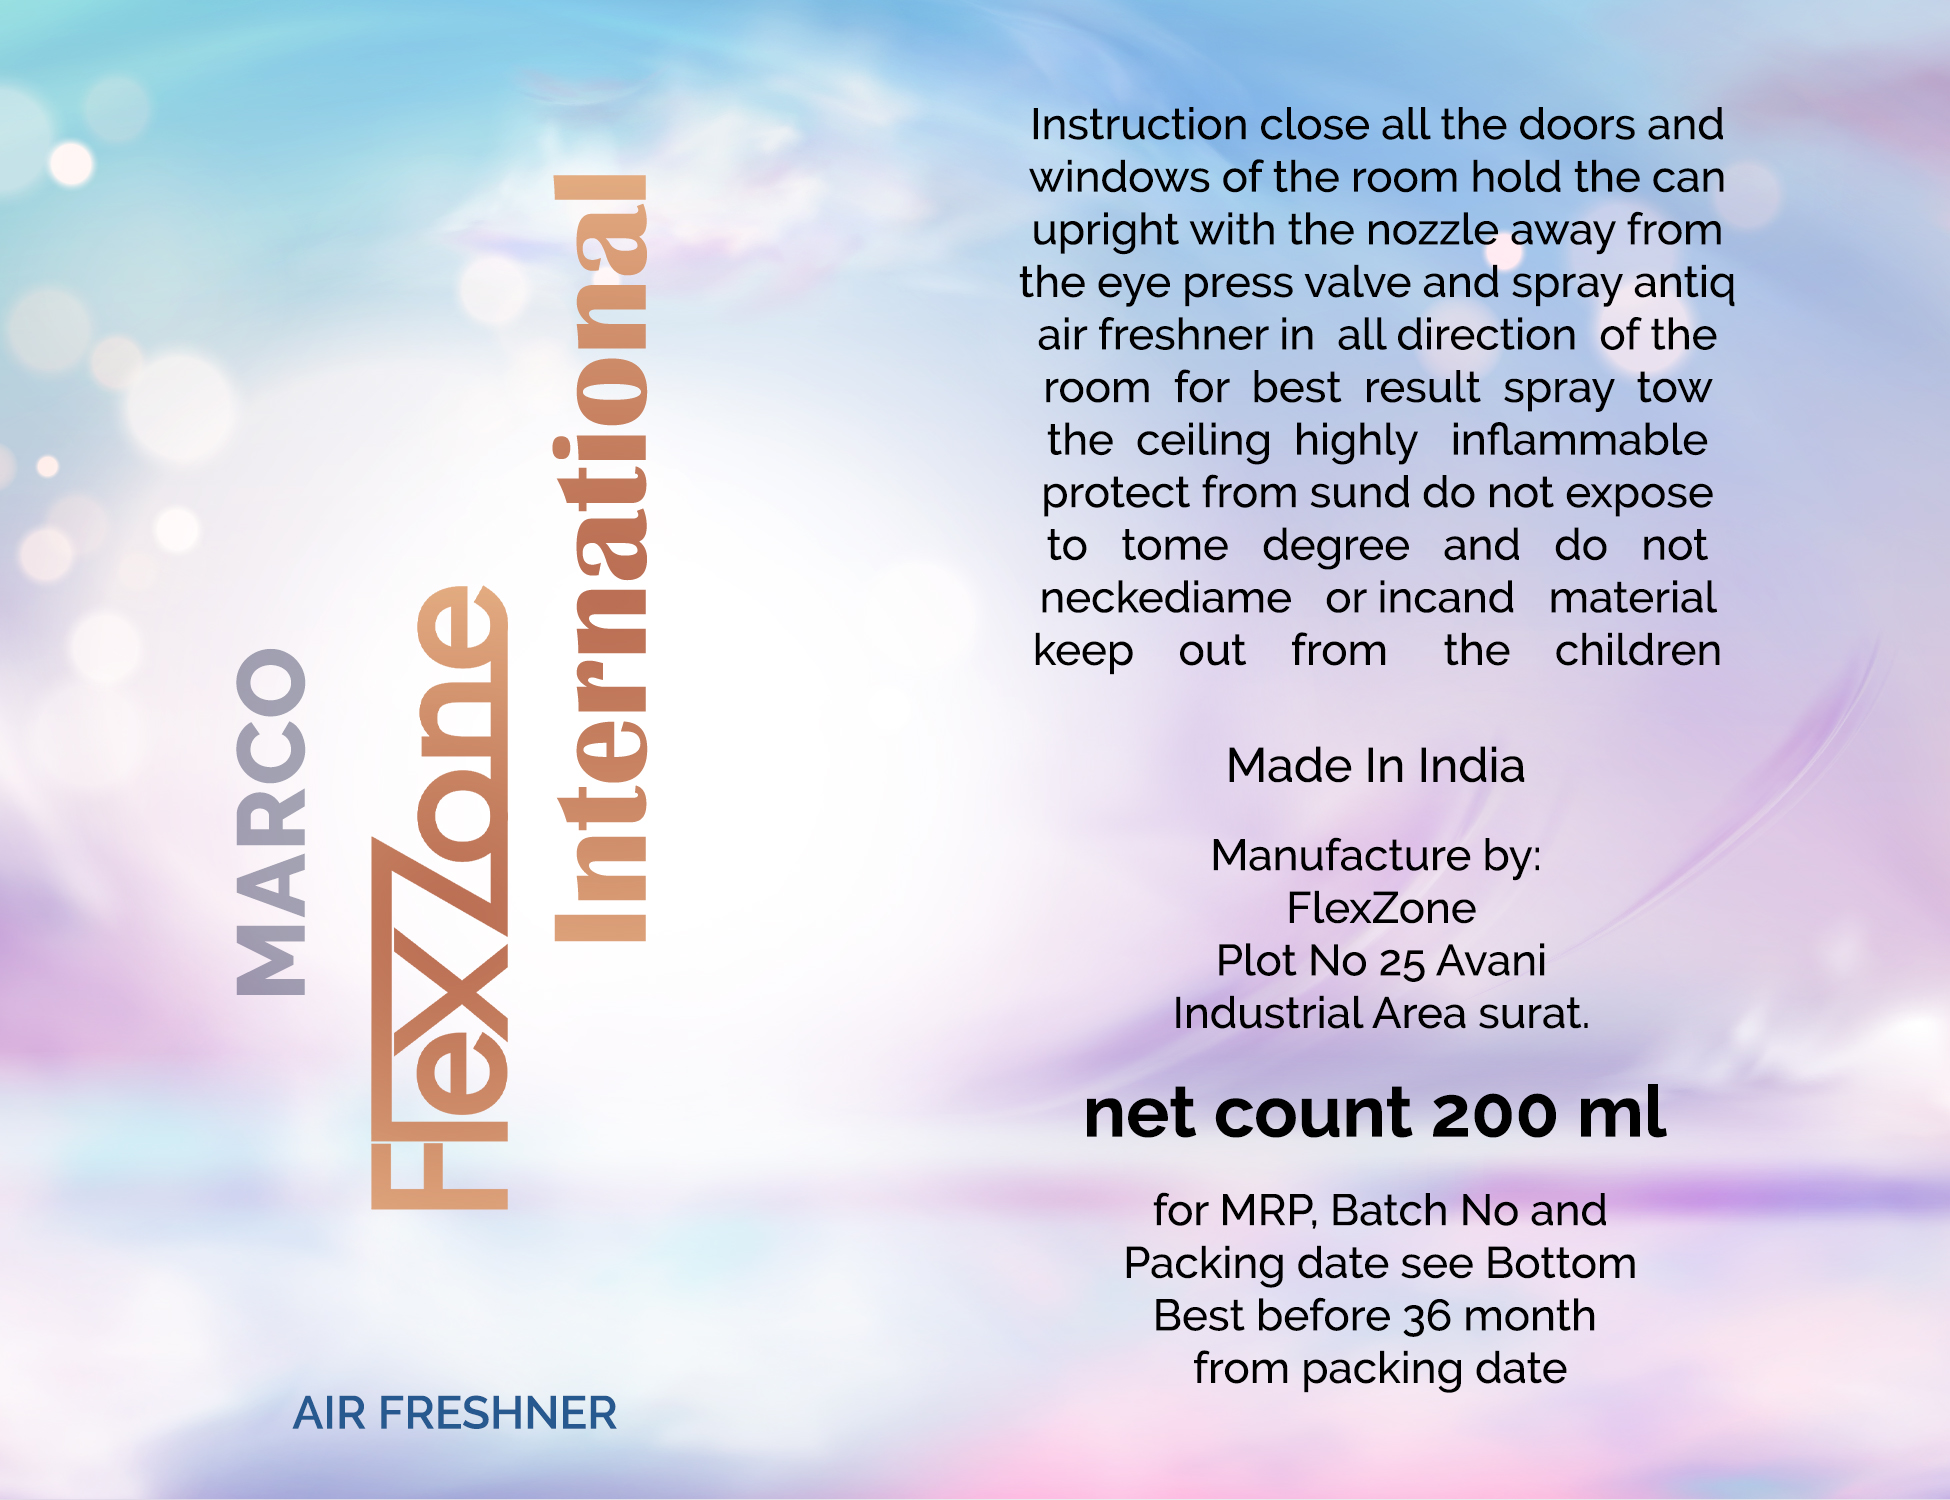 MARCO
FlexZone
International
AIR FRESHNER
Instruction close all the doors and
windows of the room hold the can
upright with the nozzle away from
the eye press valve and spray antiq
air freshner in all direction of the
room for best result spray tow
the ceiling highly inflammable
protect from sund do not expose
to tome degree and do not
neckediame or incand material
keep out from the children
Made In India
Manufacture by:
FlexZone
Plot No 25 Avani
Industrial Area surat.
net count 200 ml
for MRP, Batch No and
Packing date see Bottom
Best before 36 month
from packing date